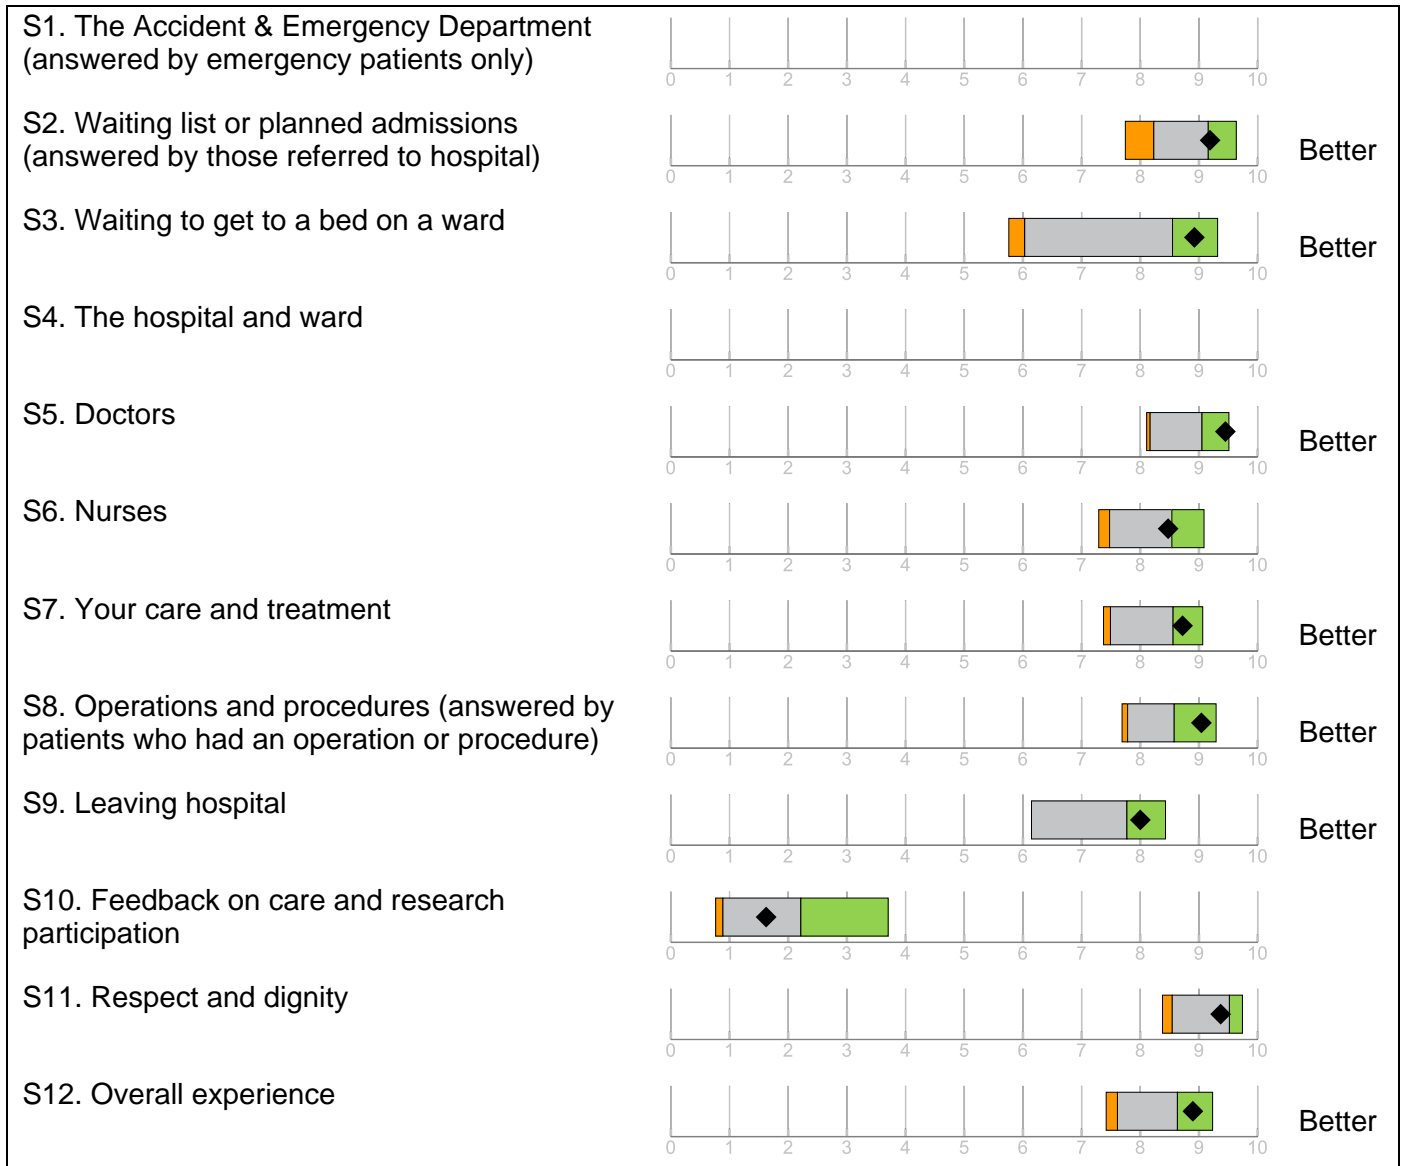 S1. The Accident & Emergency Department
(answered by emergency patients only)
0 1 2 3 4 5 6 7 8 9 10
S2. Waiting list or planned admissions
(answered by those referred to hospital)
Better
0 1 2 3 4 5 6 7 8 9 10
S3. Waiting to get to a bed on a ward
Better
0 1 2 3 4 5 6 7 8 9 10
S4. The hospital and ward
0 1 2 3 4 5 6 7 8 9 10
S5. Doctors
Better
0 1 2 3 4 5 6 7 8 9 10
S6. Nurses
0 1 2 3 4 5 6 7 8 9 10
S7. Your care and treatment
Better
0 1 2 3 4 5 6 7 8 9 10
S8. Operations and procedures (answered by
patients who had an operation or procedure)
Better
0 1 2 3 4 5 6 7 8 9 10
S9. Leaving hospital
Better
0 1 2 3 4 5 6 7 8 9 10
S10. Feedback on care and research
participation
0 1 2 3 4 5 6 7 8 9 10
S11. Respect and dignity
0 1 2 3 4 5 6 7 8 9 10
S12. Overall experience
Better
0 1 2 3 4 5 6 7 8 9 10